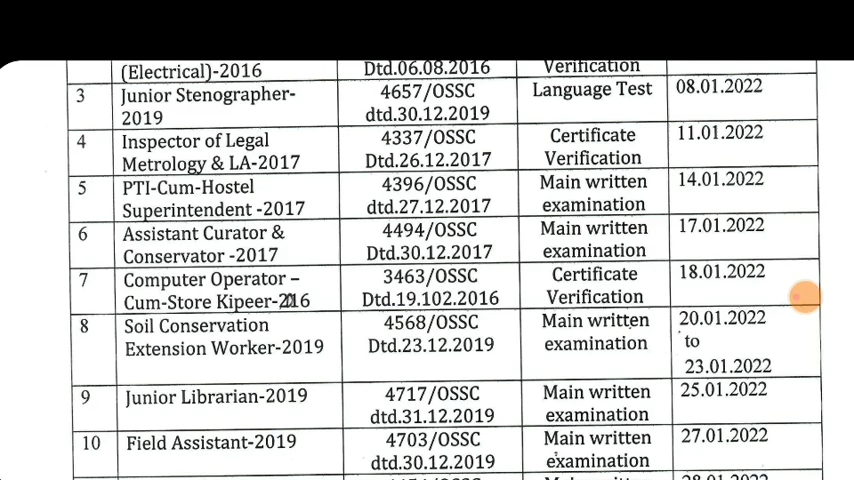 (Electrical)-2016 Dtd.06.08.2016 Verification
3 Junior Stenographer- 4657/OSSC Language Test 08.01.2022
2019 dtd.30.12.2019
4 Inspector of Legal 4337/OSSC Certificate 11.01.2022
Metrology & LA-2017 Dtd.26.12.2017 Verification
5 PTI-Cum-Hostel 4396/OSSC Main written 14.01.2022
Superintendent -2017 dtd.27.12.2017 examination
6 Assistant Curator & 4494/OSSC Main written 17.01.2022
Conservator -2017 Dtd.30.12.2017 examination
7 Computer Operator – 3463/OSSC Certificate 18.01.2022
Cum-Store Kipeer-2016 Dtd.19.102.2016 Verification
8 Soil Conservation 4568/OSSC Main written 20.01.2022
Extension Worker-2019 Dtd.23.12.2019 examination to
23.01.2022
9 Junior Librarian-2019 4717/OSSC Main written 25.01.2022
dtd.31.12.2019 examination
10 Field Assistant-2019 4703/OSSC Main written 27.01.2022
dtd.30.12.2019 examination
Main written 28.01.2022